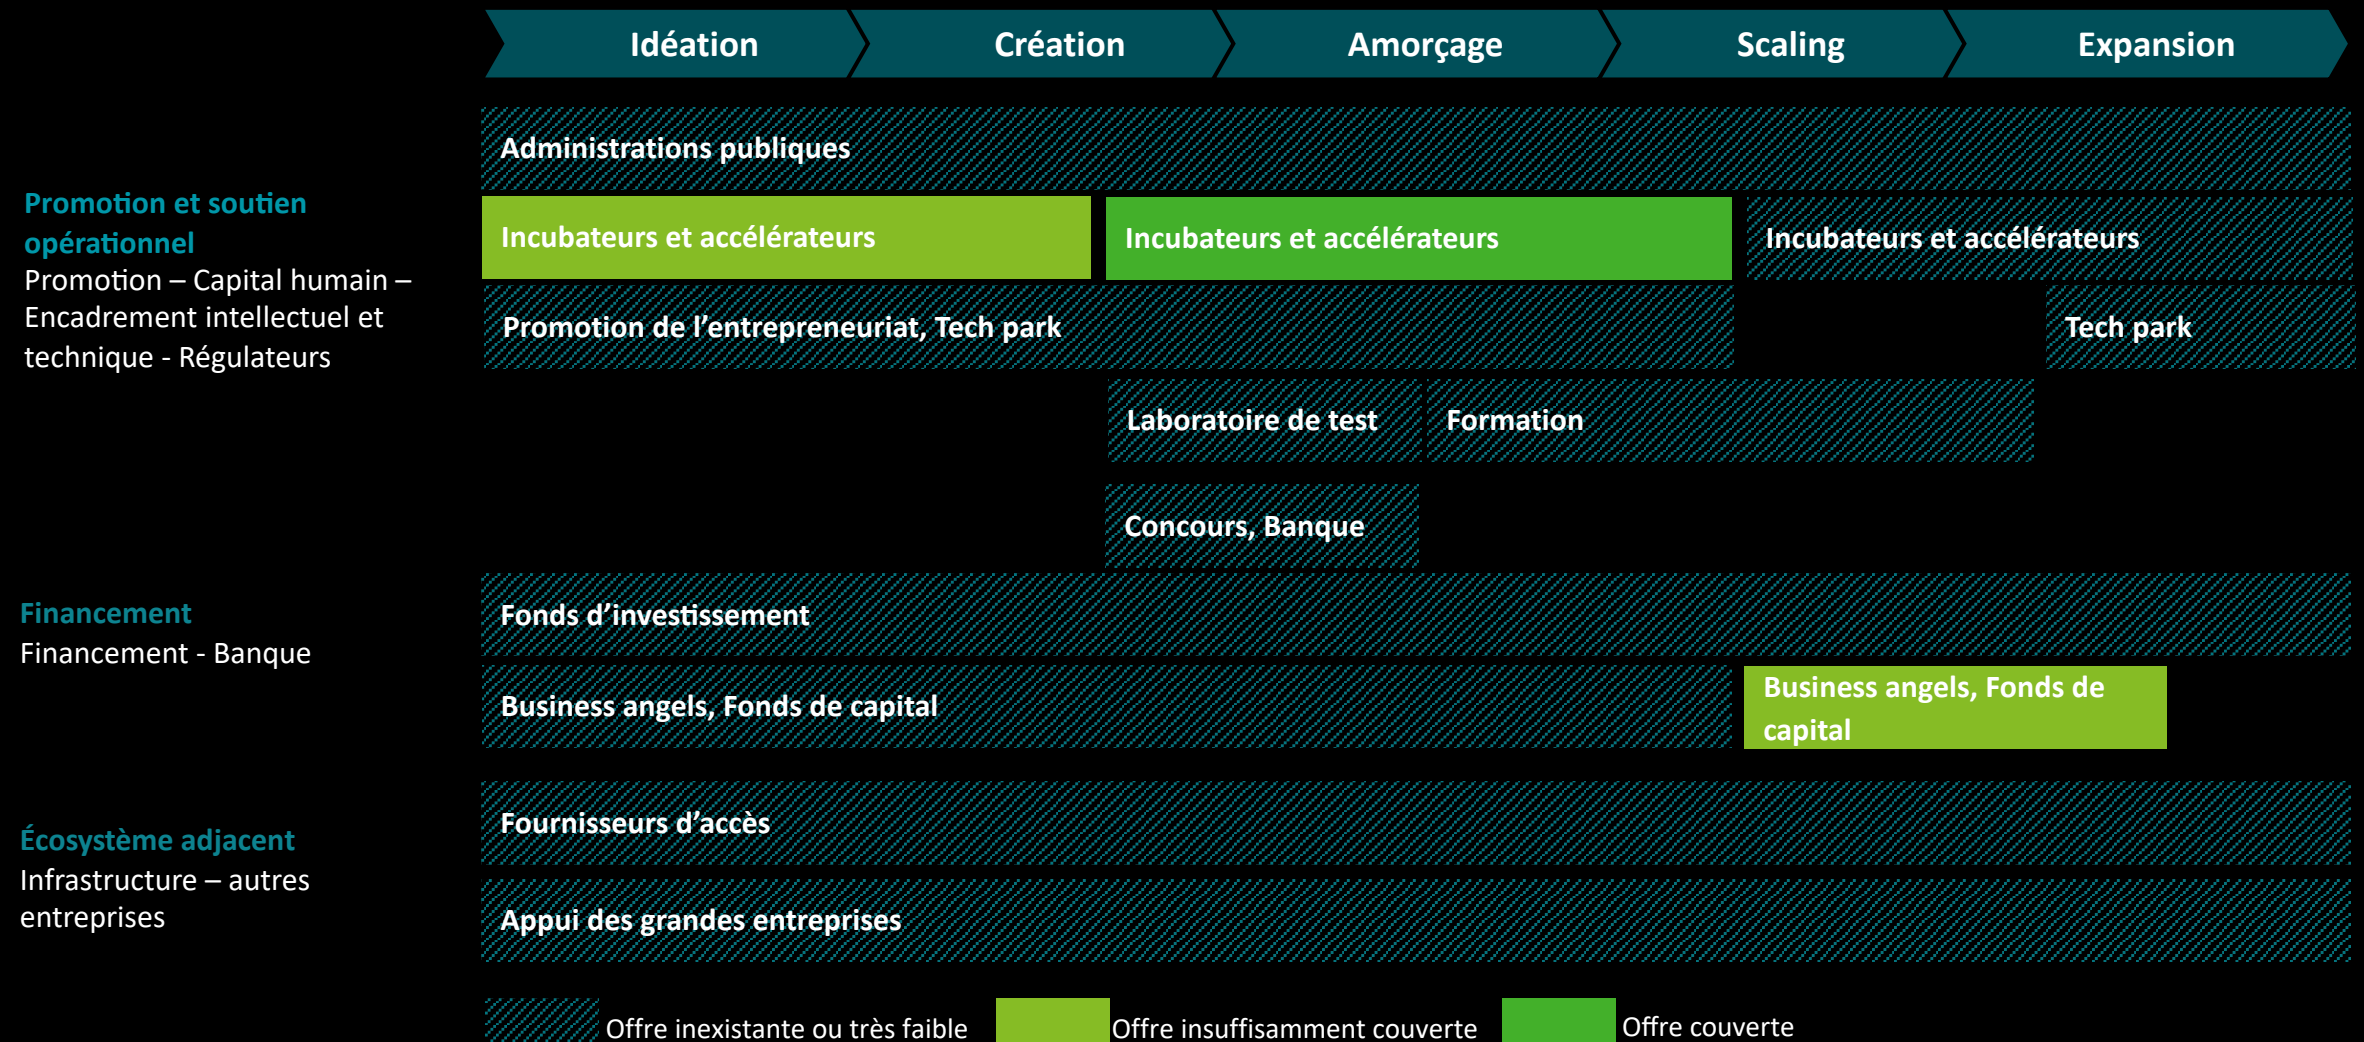 Idéation
Création
Amorçage
Scaling
Expansion
Promotion et soutien
opérationnel
Promotion – Capital humain –
Encadrement intellectuel et
technique - Régulateurs
Administrations publiques
Incubateurs et accélérateurs
Incubateurs et accélérateurs
Incubateurs et accélérateurs
Promotion de l’entrepreneuriat, Tech park
Tech park
Laboratoire de test
Formation
Financement
Financement - Banque
Concours, Banque
Fonds d’investissement
Business angels, Fonds de capital
Business angels, Fonds de
capital
Écosystème adjacent
Infrastructure – autres
entreprises
Fournisseurs d’accès
Appui des grandes entreprises
Offre inexistante ou très faible
Offre insuffisamment couverte
Offre couverte